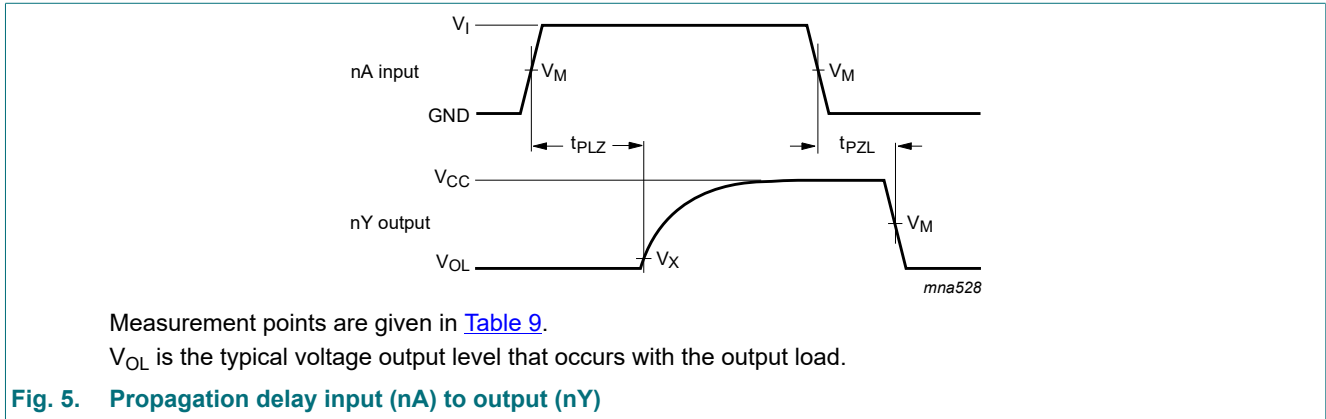 V_I
nA input
V_M
V_M
GND
t_PLZ
t_PZL
V_CC
nY output
V_M
V_OL
V_X
mna528
Measurement points are given in Table 9.
V_OL is the typical voltage output level that occurs with the output load.
Fig. 5. Propagation delay input (nA) to output (nY)